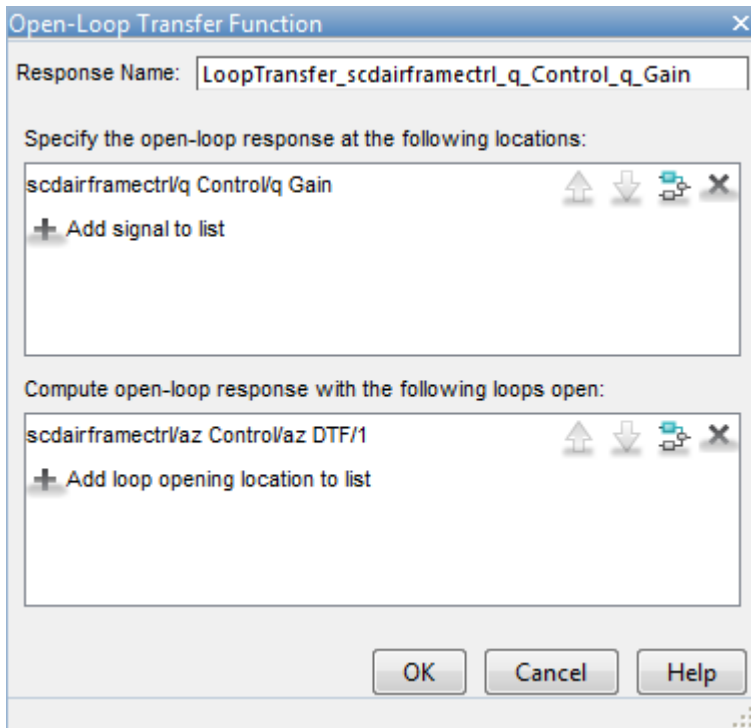 Open-Loop Transfer Function
Response Name: LoopTransfer_scdairframectrl_q_Control_q_Gain
Specify the open-loop response at the following locations:
scdairframectrl/q Control/q Gain
Add signal to list
Compute open-loop response with the following loops open:
scdairframectrl/az Control/az DTF/1
Add loop opening location to list
OK Cancel Help